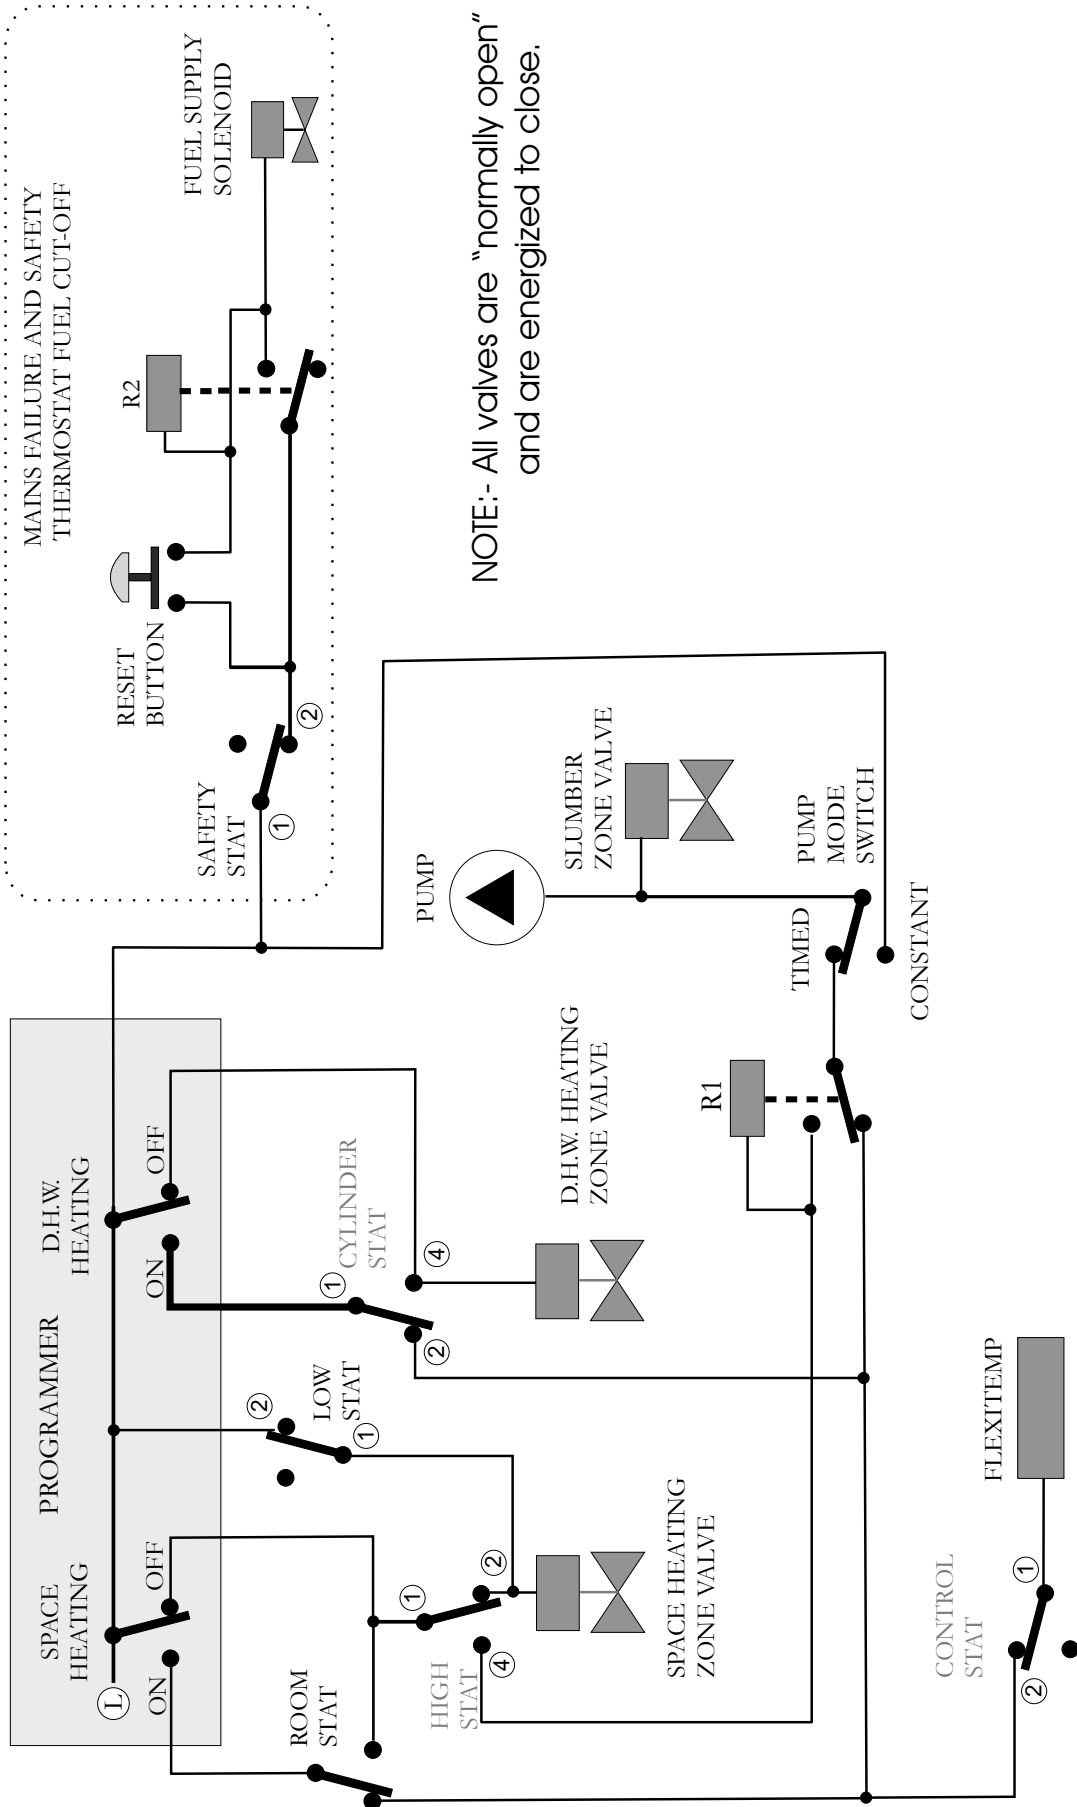 MAINS FAILURE AND SAFETY
THERMOSTAT FUEL CUT-OFF
FUEL SUPPLY
SOLENOID
R2
RESET
BUTTON
SAFETY
STAT
1
2
NOTE:- All valves are “normally open”
and are energized to close.
PROGRAMMER
SPACE
HEATING
L
ON
OFF
D.H.W.
HEATING
ON
OFF
ROOM
STAT
LOW
STAT
2
1
CYLINDER
STAT
1
2
4
HIGH
STAT
1
2
4
SPACE HEATING
ZONE VALVE
D.H.W. HEATING
ZONE VALVE
PUMP
SLUMBER
ZONE VALVE
R1
TIMED
PUMP
MODE
SWITCH
CONSTANT
CONTROL
STAT
2
1
FLEXITEMP